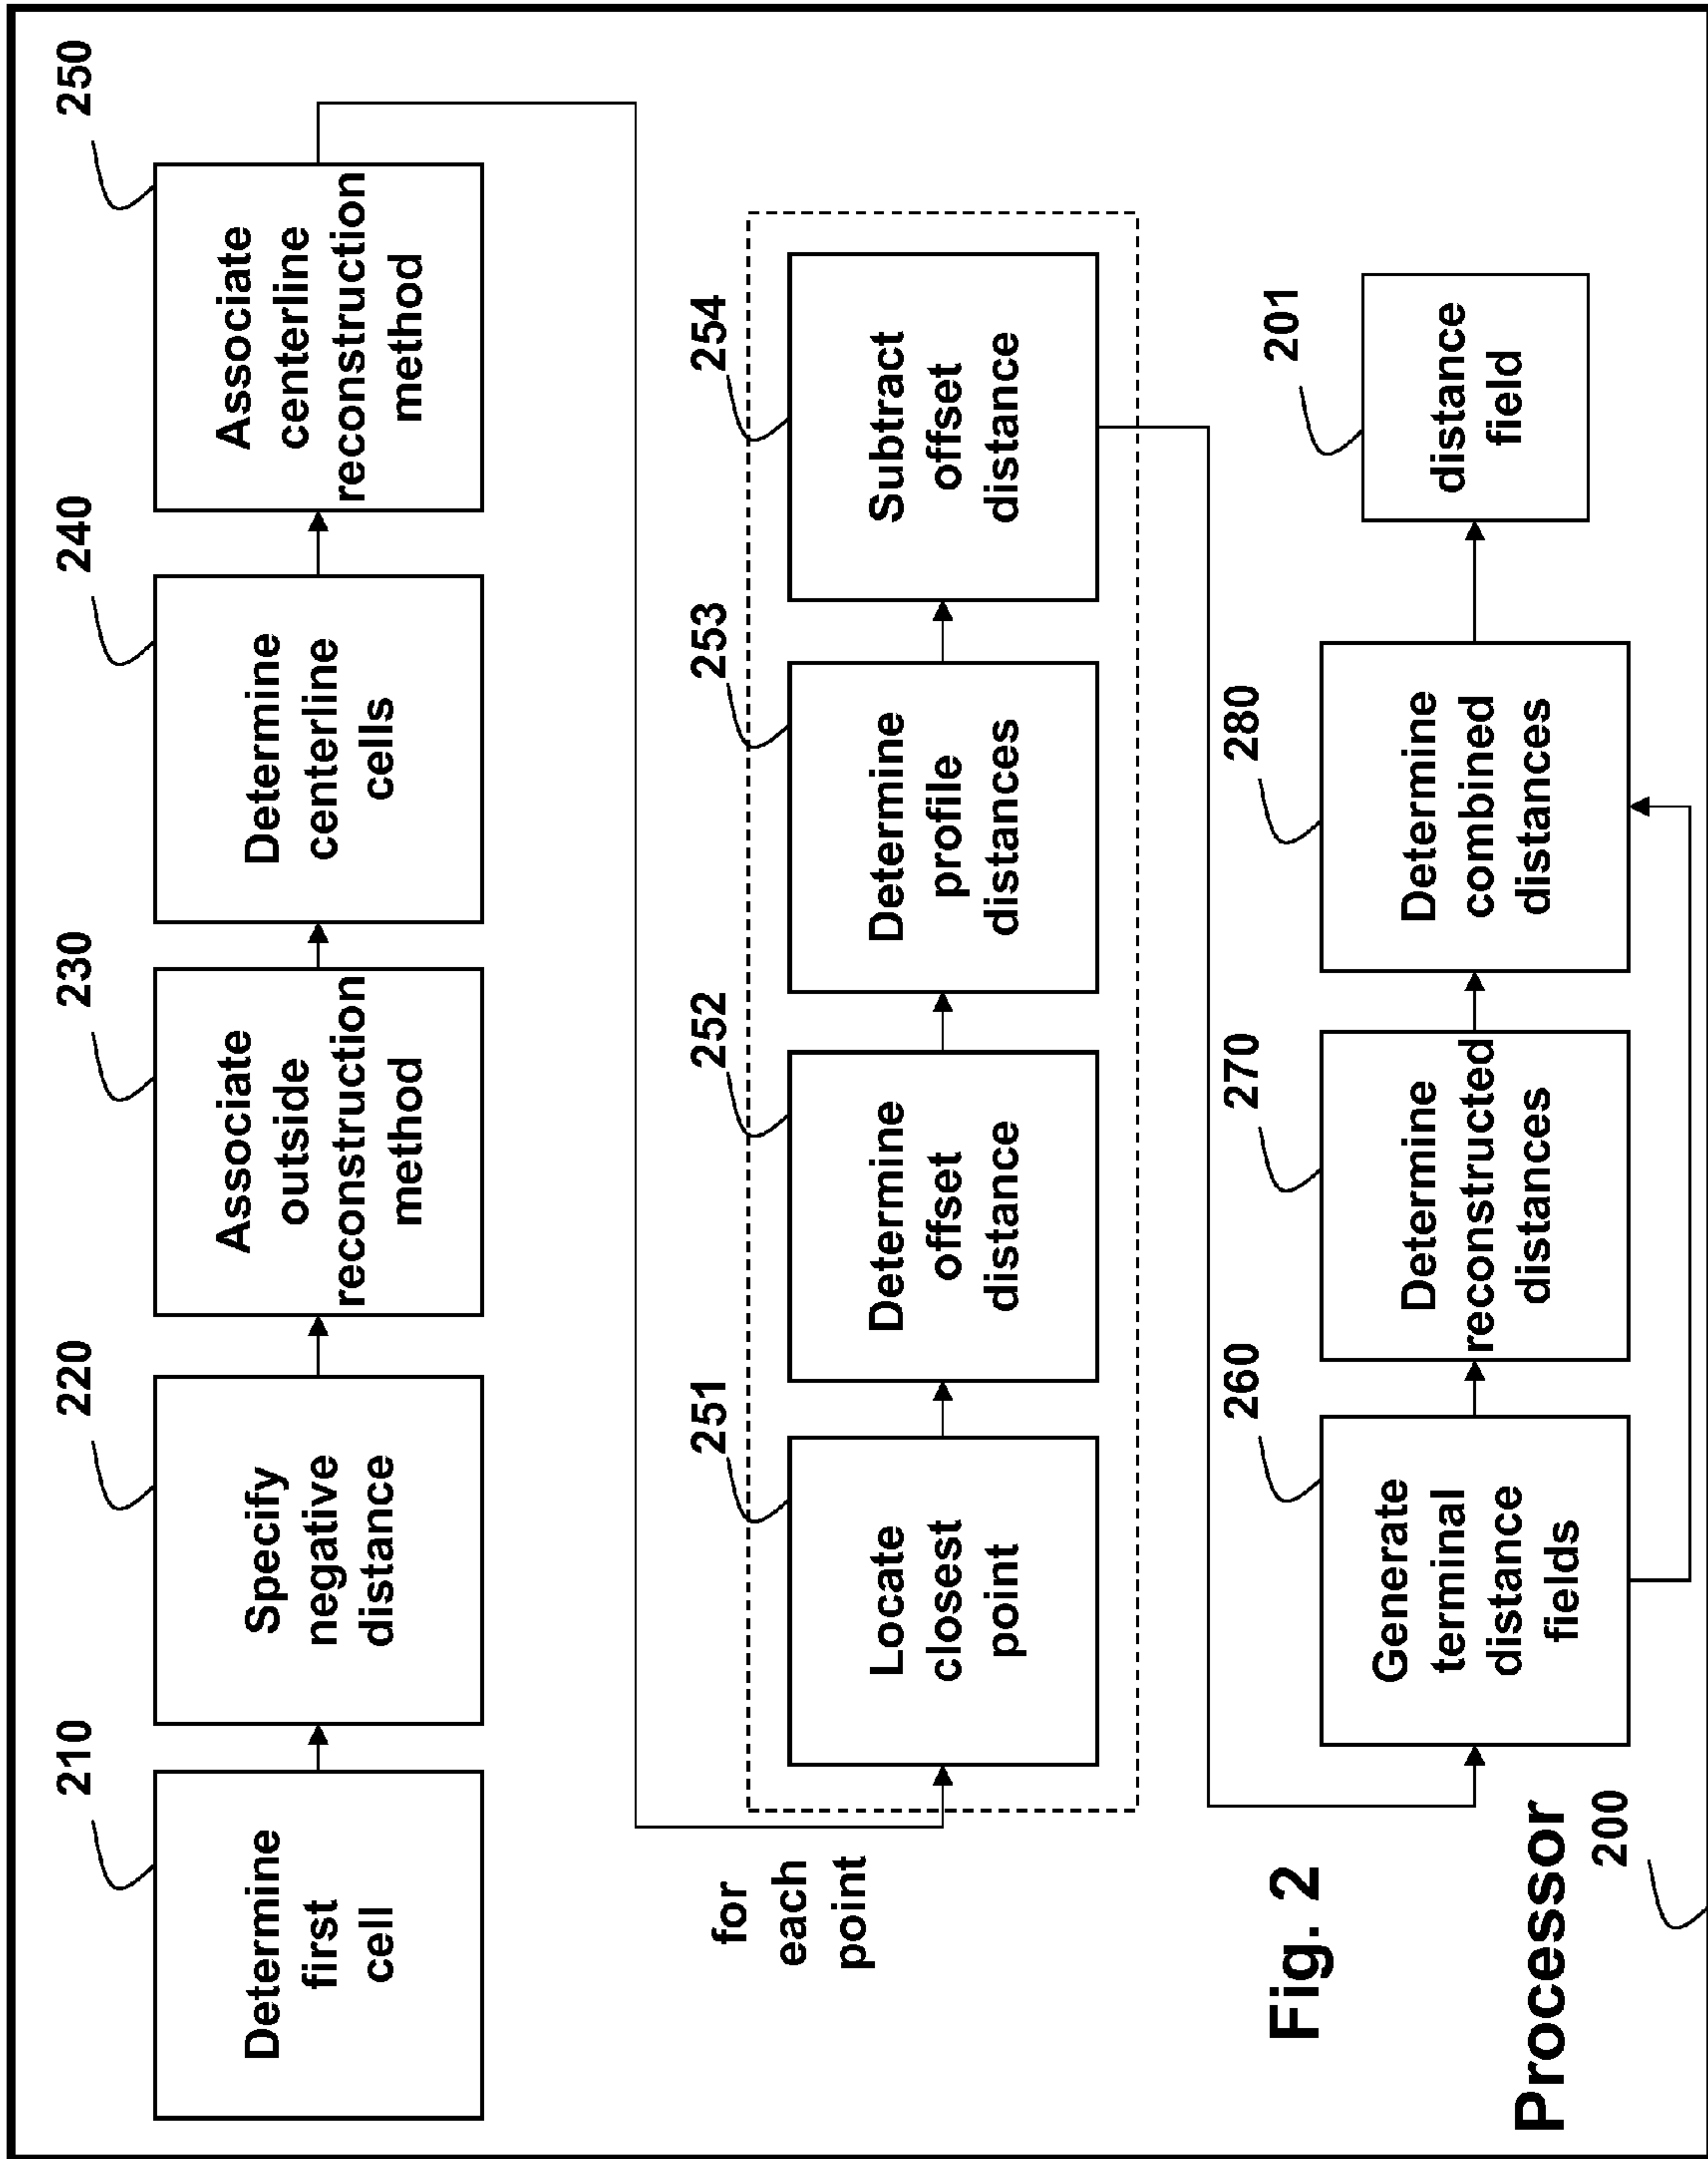 210
220
230
240
250
Determine
first
cell
Specify
negative
distance
Associate
outside
reconstruction
method
Determine
centerline
cells
Associate
centerline
reconstruction
method
for
each
point
251
252
253
254
Locate
closest
point
Determine
offset
distance
Determine
profile
distances
Subtract
offset
distance
260
270
280
201
Generate
terminal
distance
fields
Determine
reconstructed
distances
Determine
combined
distances
distance
field
Fig. 2
Processor
200